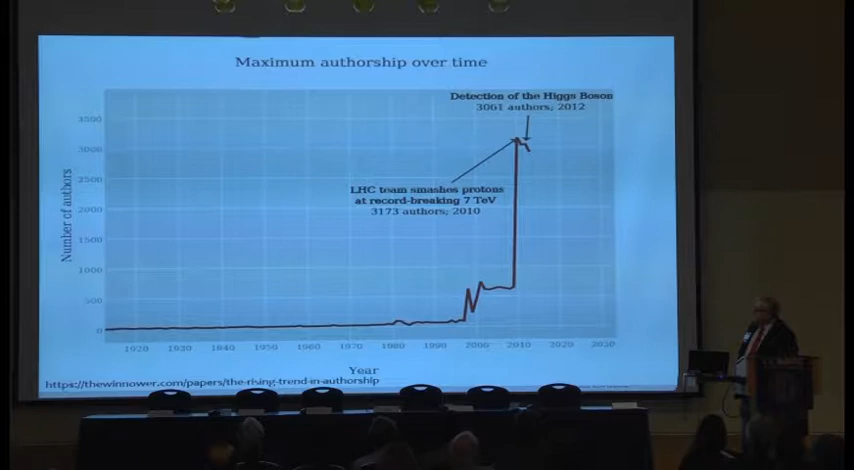 Maximum authorship over time
Detection of the Higgs Boson
3061 authors; 2012
3500
3000
LHC team smashes protons
at record-breaking 7 TeV
3173 authors; 2010
2500
2000
1500
1000
500
0
Number of authors
1920 1930 1940 1950 1960 1970 1980 1990 2000 2010 2020 2030
Year
https://thewinnower.com/papers/the-rising-trend-in-authorship